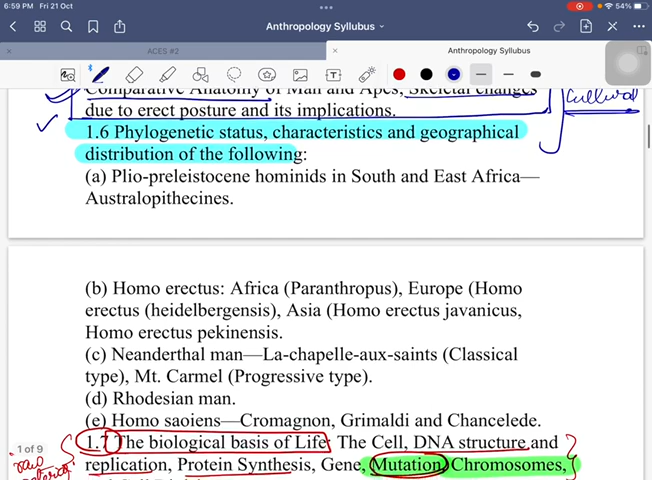 6:59 PM Fri 21 Oct
54%
Anthropology Syllabus
ACES #2
Anthropology Syllabus
Comparative Anatomy of Man and Apes, Skeletal changes
due to erect posture and its implications.
cultural
1.6 Phylogenetic status, characteristics and geographical
distribution of the following:
(a) Plio-preleistocene hominids in South and East Africa—
Australopithecines.
(b) Homo erectus: Africa (Paranthropus), Europe (Homo
erectus (heidelbergensis), Asia (Homo erectus javanicus,
Homo erectus pekinensis.
(c) Neanderthal man—La-chapelle-aux-saints (Classical
type), Mt. Carmel (Progressive type).
(d) Rhodesian man.
(e) Homo saoiens—Cromagnon, Grimaldi and Chancelede.
1 of 9
1.7 The biological basis of Life: The Cell, DNA structure and
replication, Protein Synthesis, Gene, Mutation, Chromosomes,